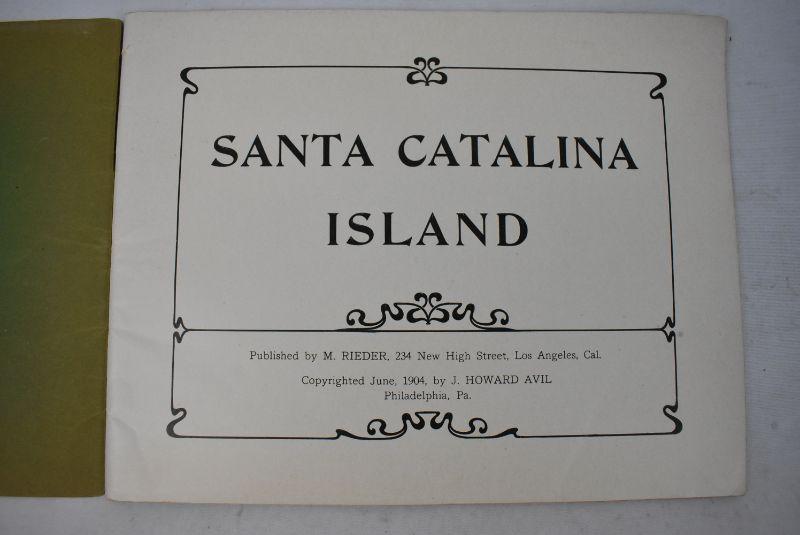 SANTA CATALINA
ISLAND
Published by M. RIEDER, 234 New High Street, Los Angeles, Cal.
Copyrighted June, 1904, by J. HOWARD AVIL
Philadelphia, Pa.